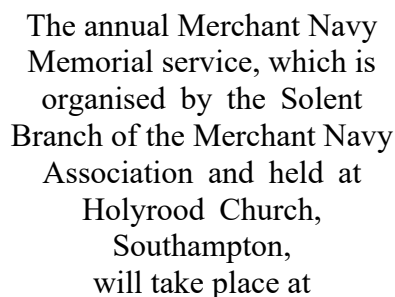 The annual Merchant Navy
Memorial service, which is
organised by the Solent
Branch of the Merchant Navy
Association and held at
Holyrood Church,
Southampton,
will take place at